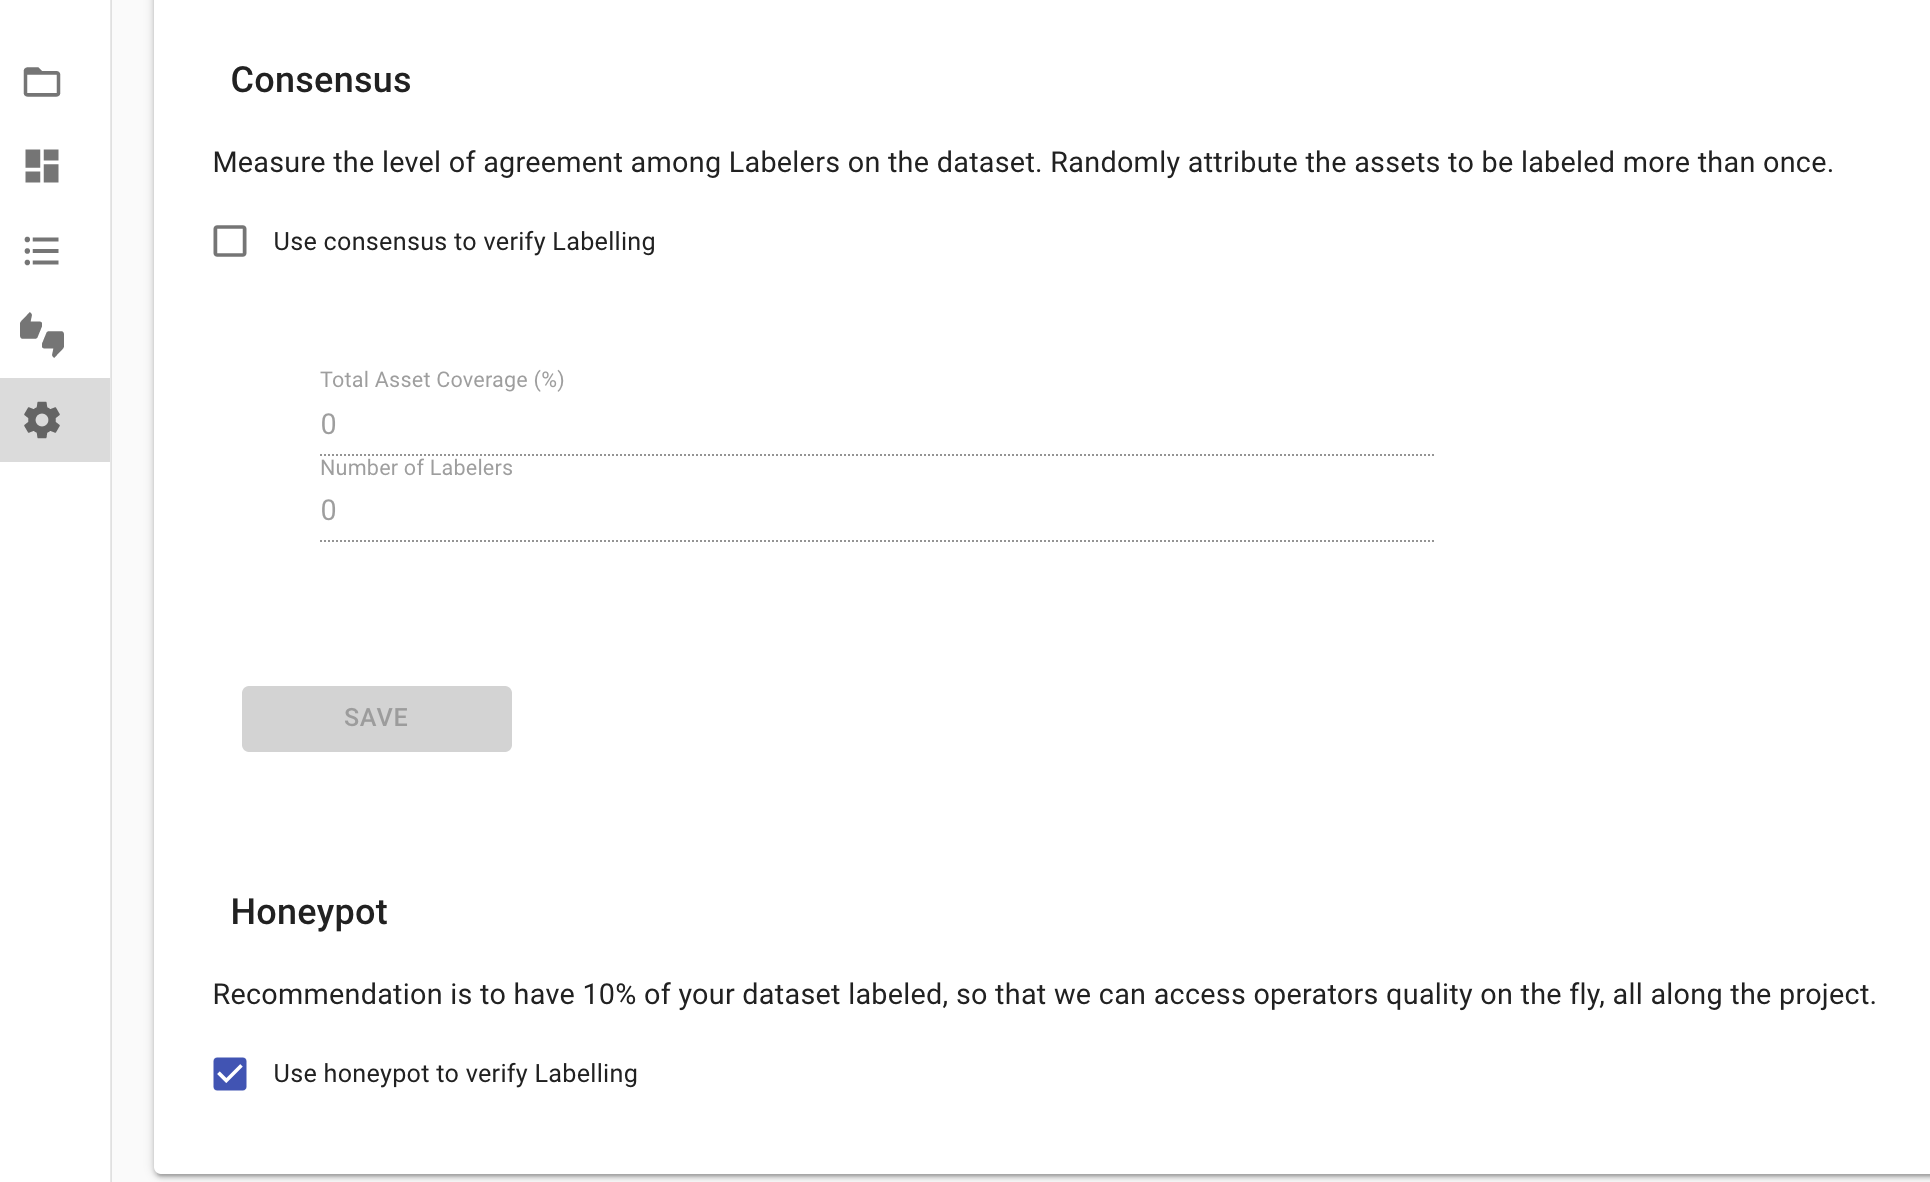 Consensus
Measure the level of agreement among Labelers on the dataset. Randomly attribute the assets to be labeled more than once.
Use consensus to verify Labelling
Total Asset Coverage (%)
0
Number of Labelers
0
SAVE
Honeypot
Recommendation is to have 10% of your dataset labeled, so that we can access operators quality on the fly, all along the project.
Use honeypot to verify Labelling